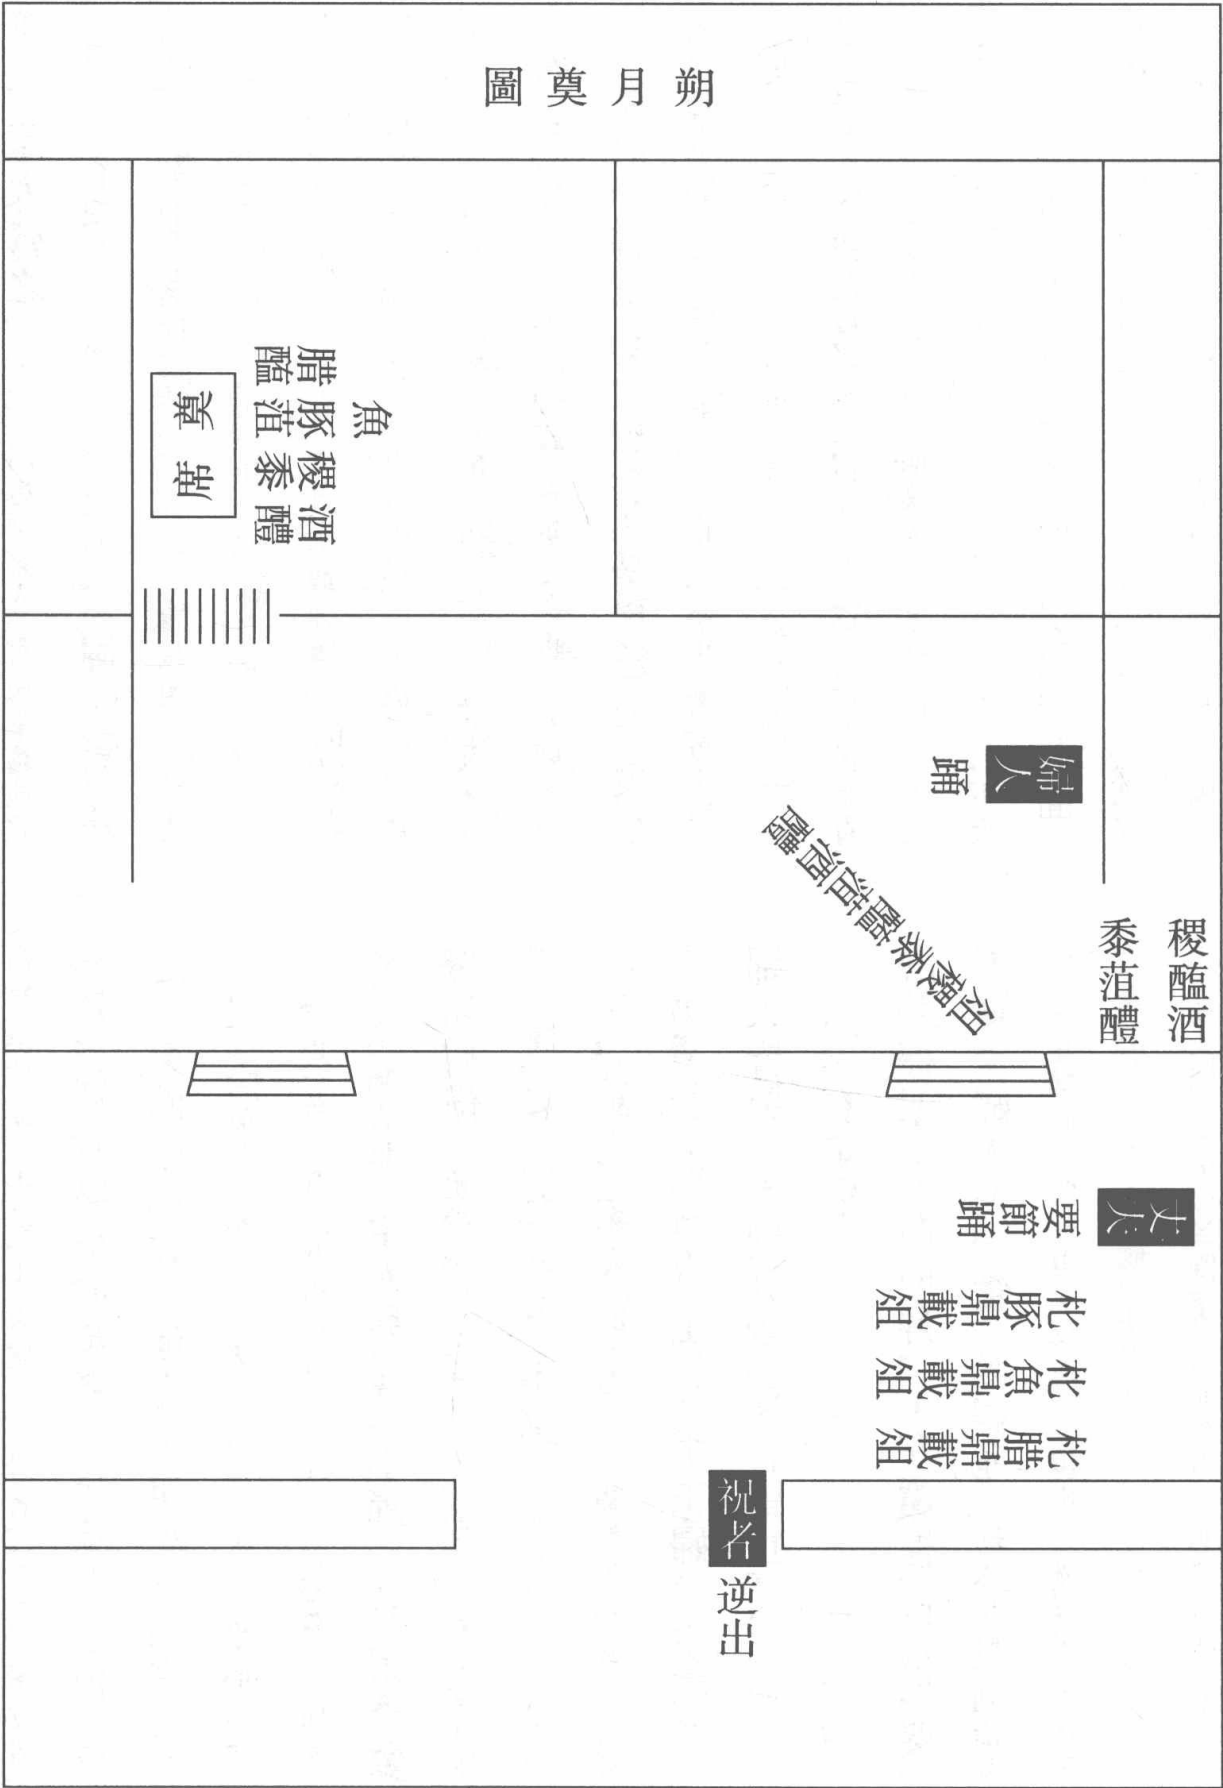 朔月奠圖
奠席
腊醢
魚豚菹
稷黍
酒醴
婦人
踊
醴酒菹醢黍稷俎
稷醢酒
黍菹醴
丈夫
要節踊
朼豚鼎載俎
朼魚鼎載俎
朼腊鼎載俎
祝者
逆出